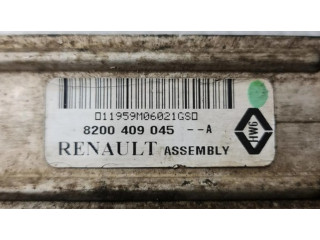 □11959M06021GS□
8200 409 045 --A
RENAULT ASSEMBLY